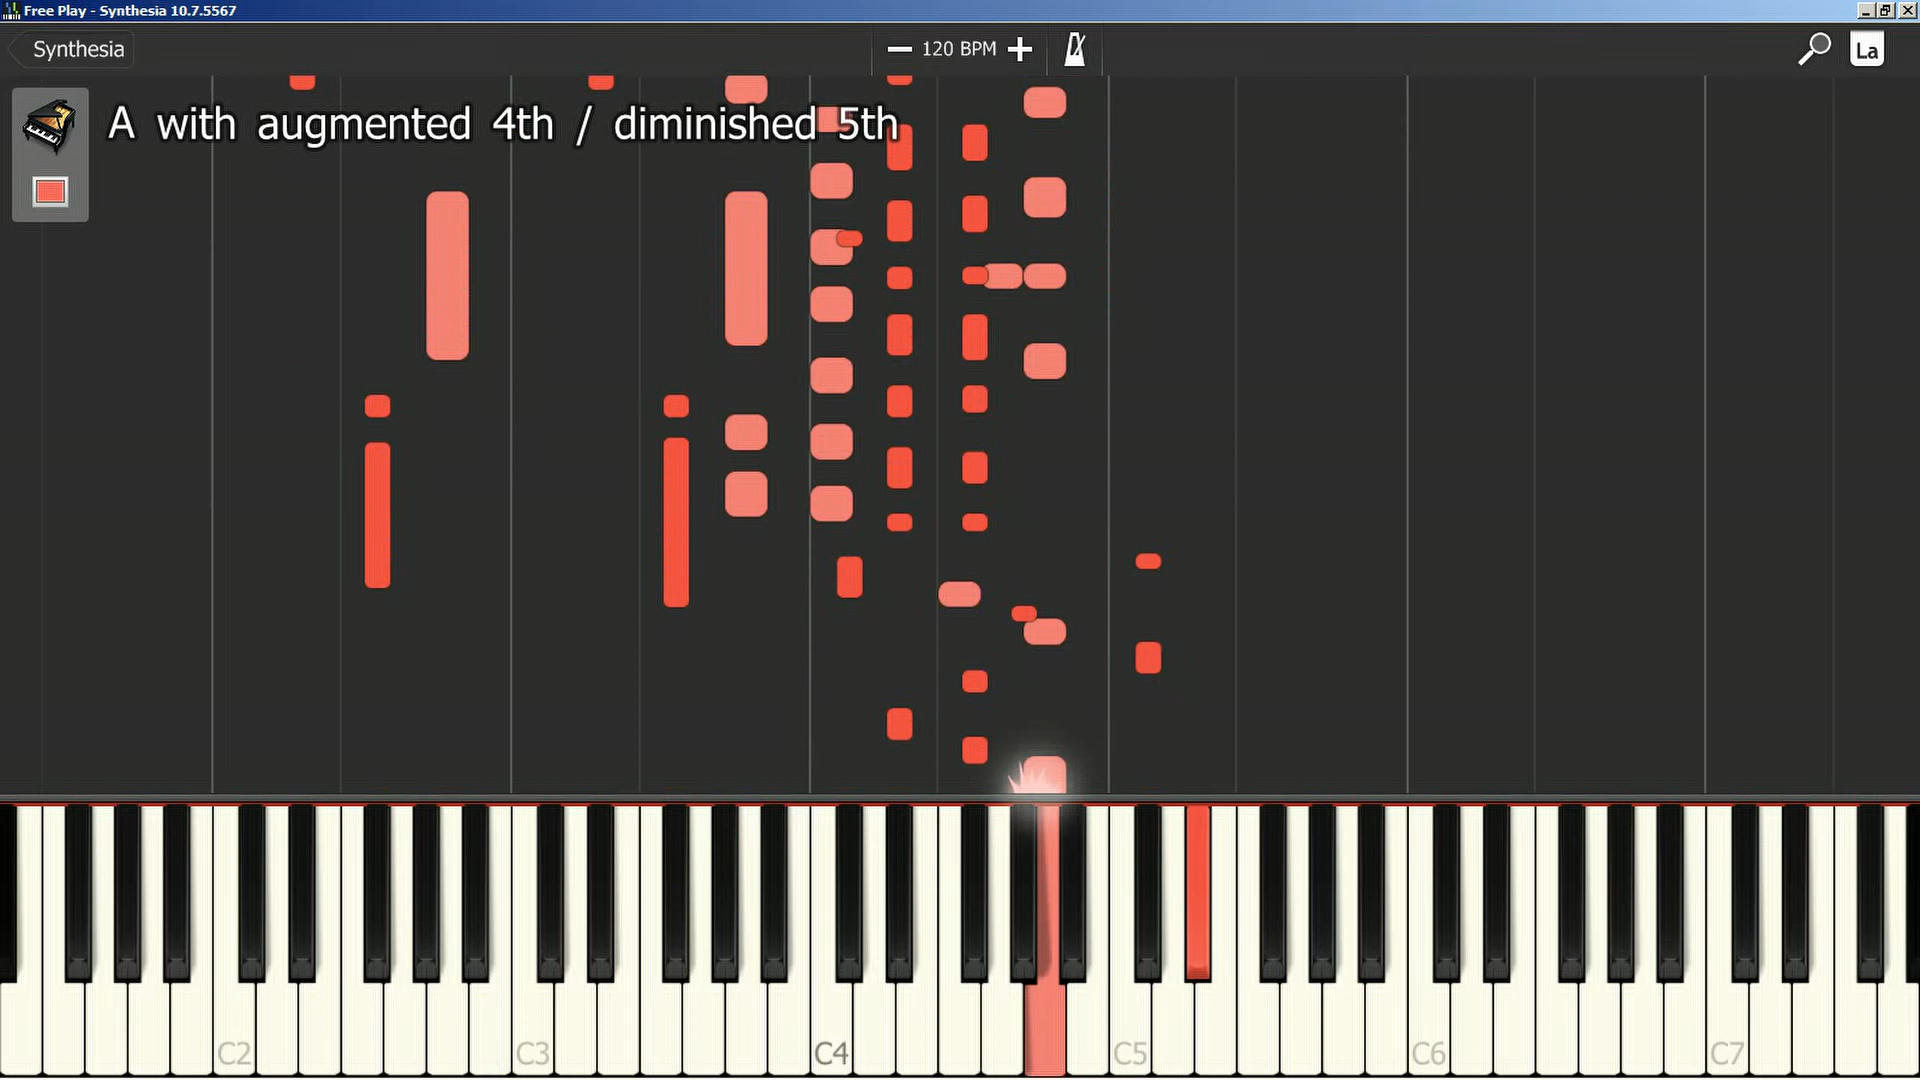 Free Play - Synthesia 10.7.5567
Synthesia
120 BPM
La
A with augmented 4th / diminished 5th
C2
C3
C4
C5
C6
C7